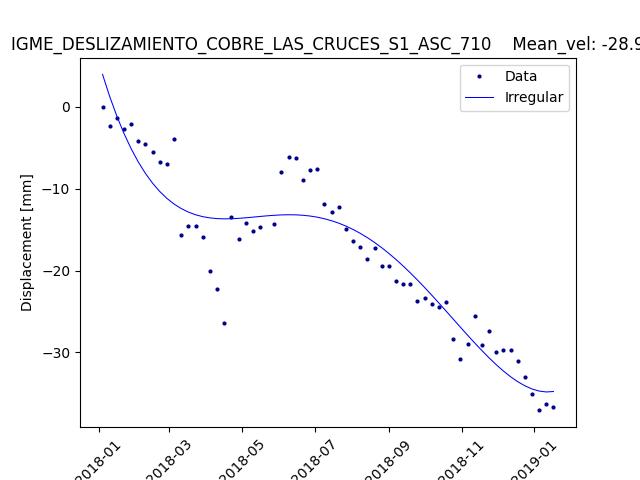 IGME_DESLIZAMIENTO_COBRE_LAS_CRUCES_S1_ASC_710 Mean_vel: -28.9
Data
Irregular
Displacement [mm]
0
−10
−20
−30
2018-01
2018-03
2018-05
2018-07
2018-09
2018-11
2019-01